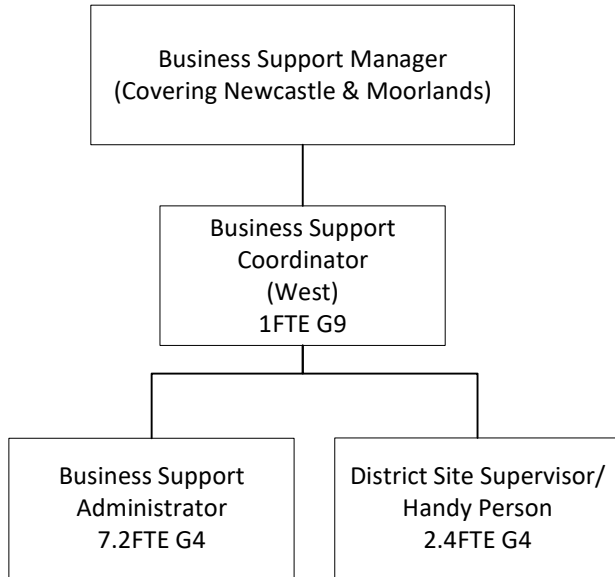 Business Support Manager
(Covering Newcastle & Moorlands)
Business Support
Coordinator
(West)
1FTE G9
Business Support
Administrator
7.2FTE G4
District Site Supervisor/
Handy Person
2.4FTE G4